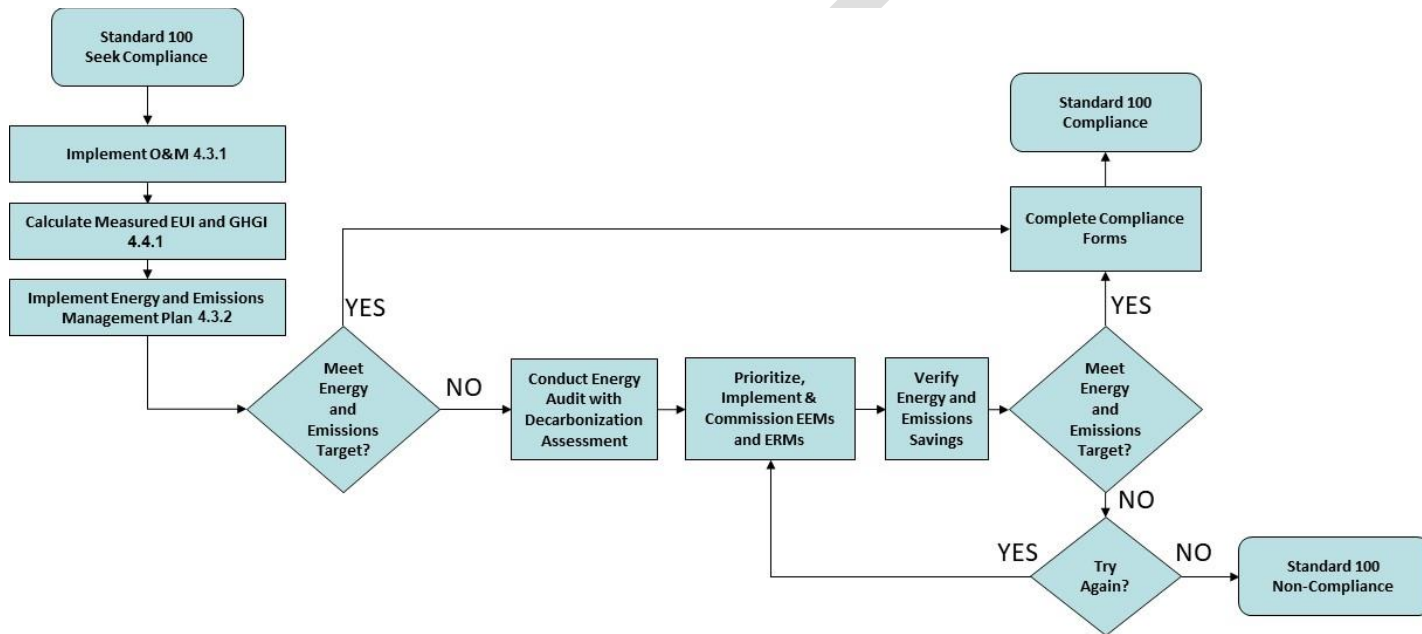 Standard 100
Seek Compliance
Implement O&M 4.3.1
Calculate Measured EUI and GHGI
4.4.1
Implement Energy and Emissions
Management Plan 4.3.2
Meet
Energy
and
Emissions
Target?
YES
NO
Conduct Energy
Audit with
Decarbonization
Assessment
Prioritize,
Implement &
Commission EEMs
and ERMs
Verify
Energy and
Emissions
Savings
Meet
Energy
and
Emissions
Target?
YES
Complete Compliance
Forms
Standard 100
Compliance
NO
Try
Again?
YES
NO
Standard 100
Non-Compliance